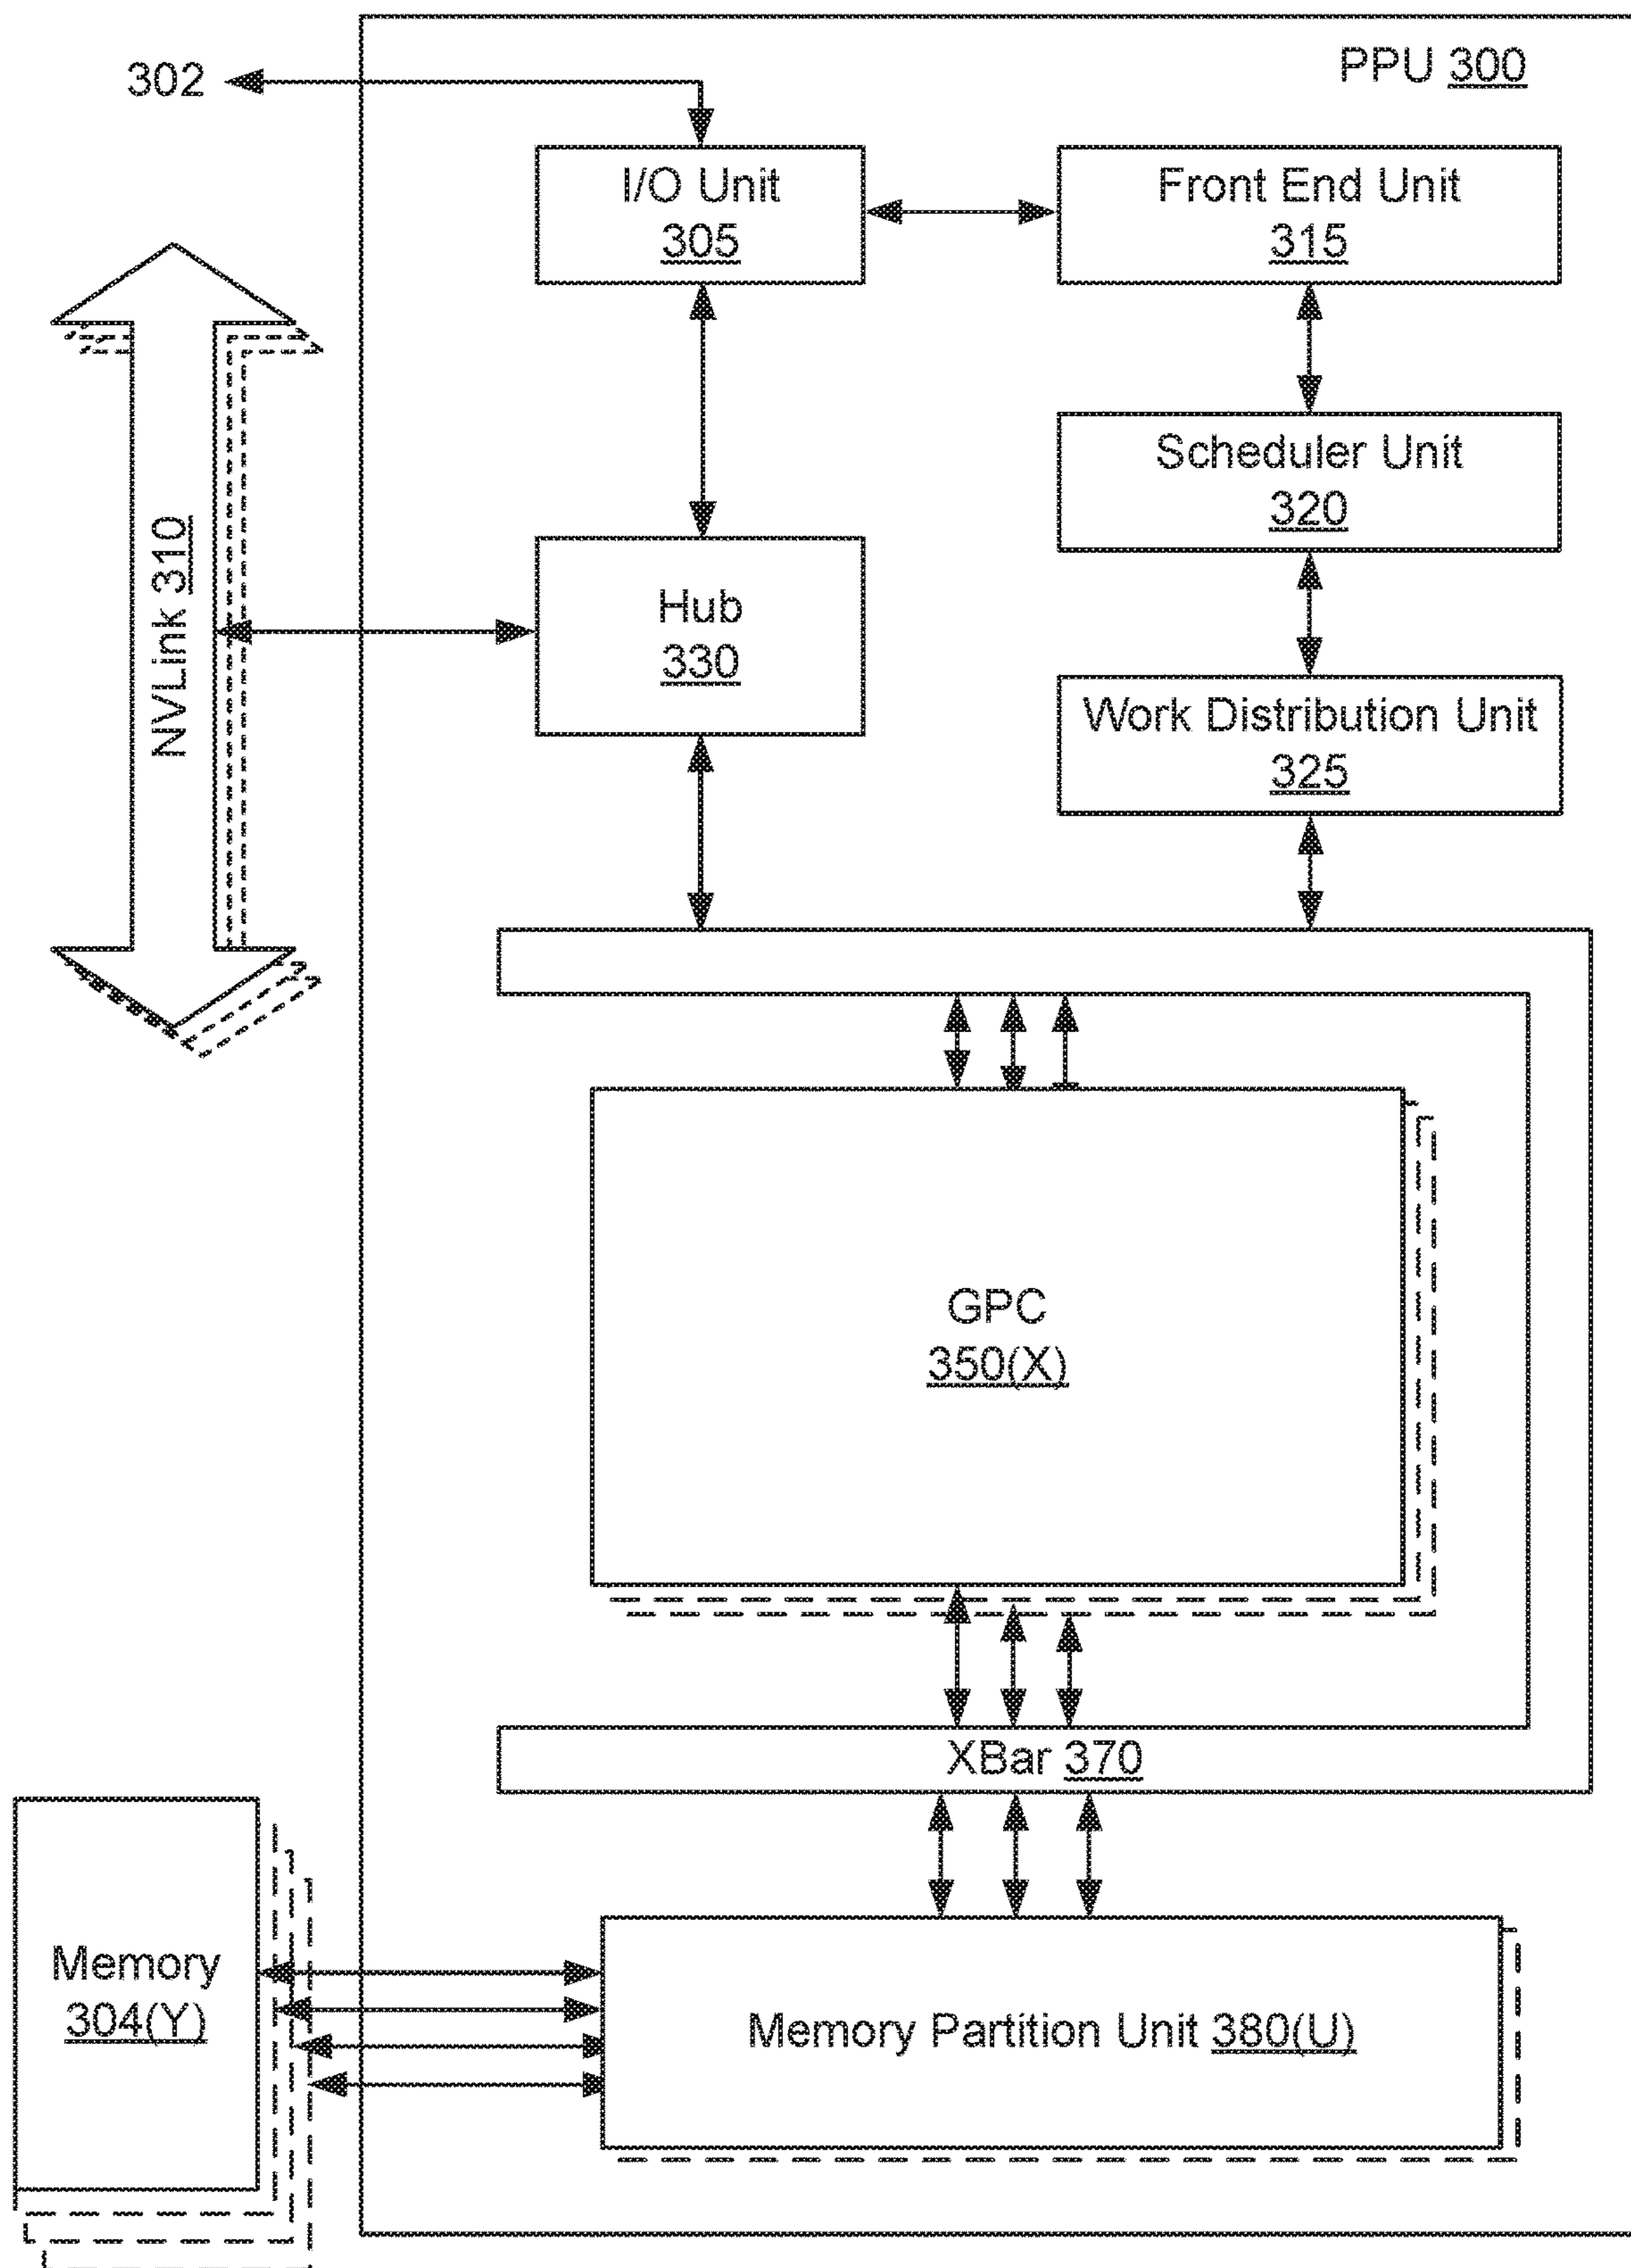 PPU 300
302
I/O Unit
305
Front End Unit
315
Scheduler Unit
320
NVLink 310
Hub
330
Work Distribution Unit
325
GPC
350(X)
XBar 370
Memory
304(Y)
Memory Partition Unit 380(U)